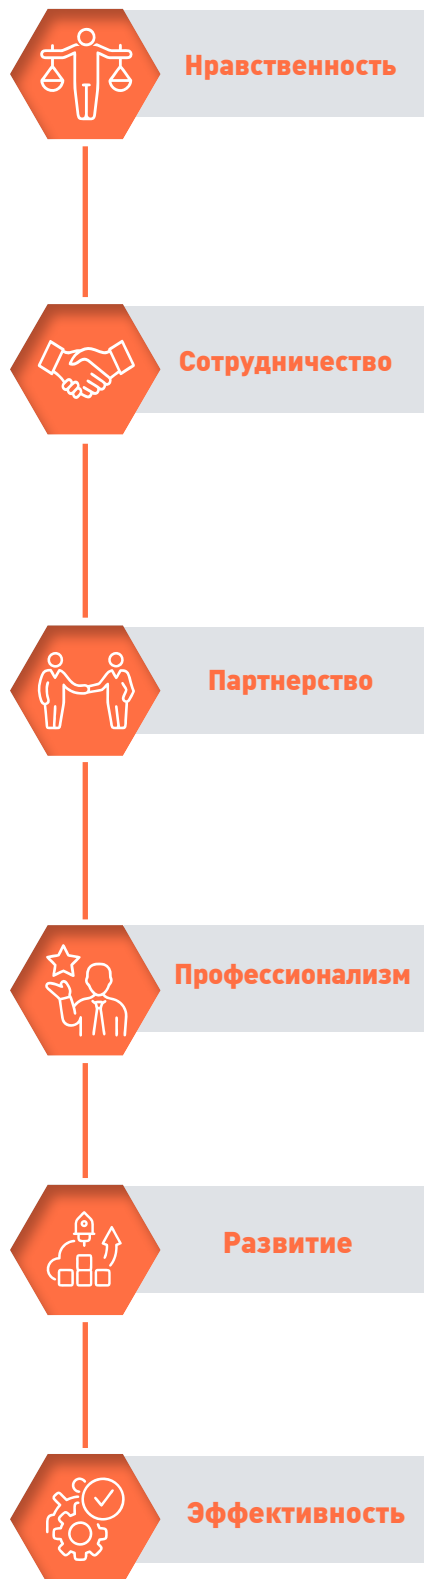 Нравственность
Сотрудничество
Партнерство
Профессионализм
Развитие
Эффективность